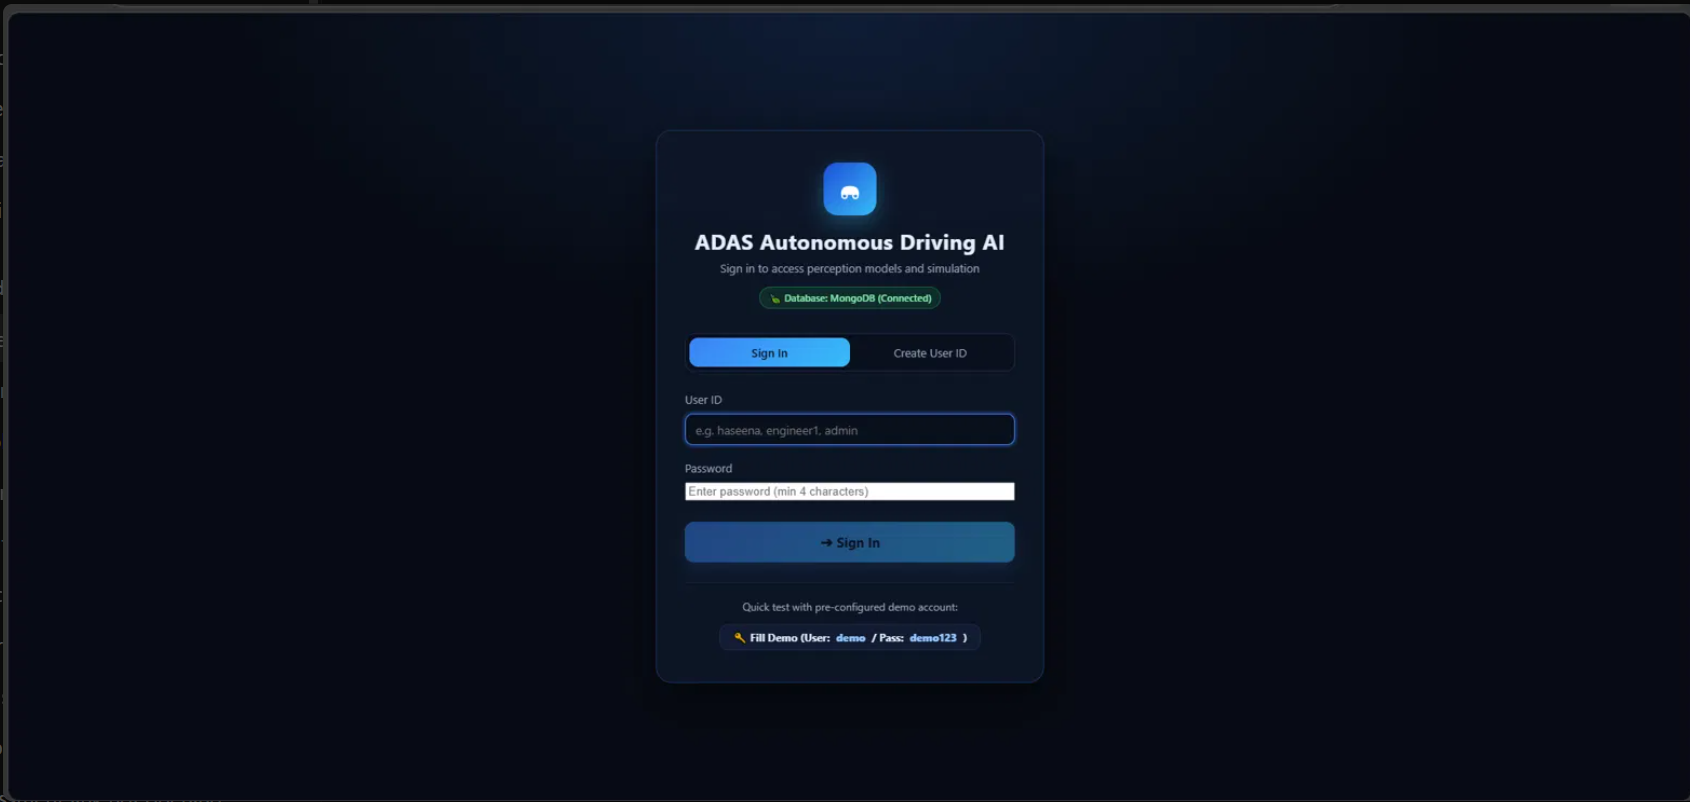 ADAS Autonomous Driving AI
Sign in to access perception models and simulation
Database: MongoDB (Connected)
Sign In
Create User ID
User ID
e.g. haseena, engineer1, admin
Password
Enter password (min 4 characters)
➔ Sign In
Quick test with pre-configured demo account:
Fill Demo (User: demo / Pass: demo123 )